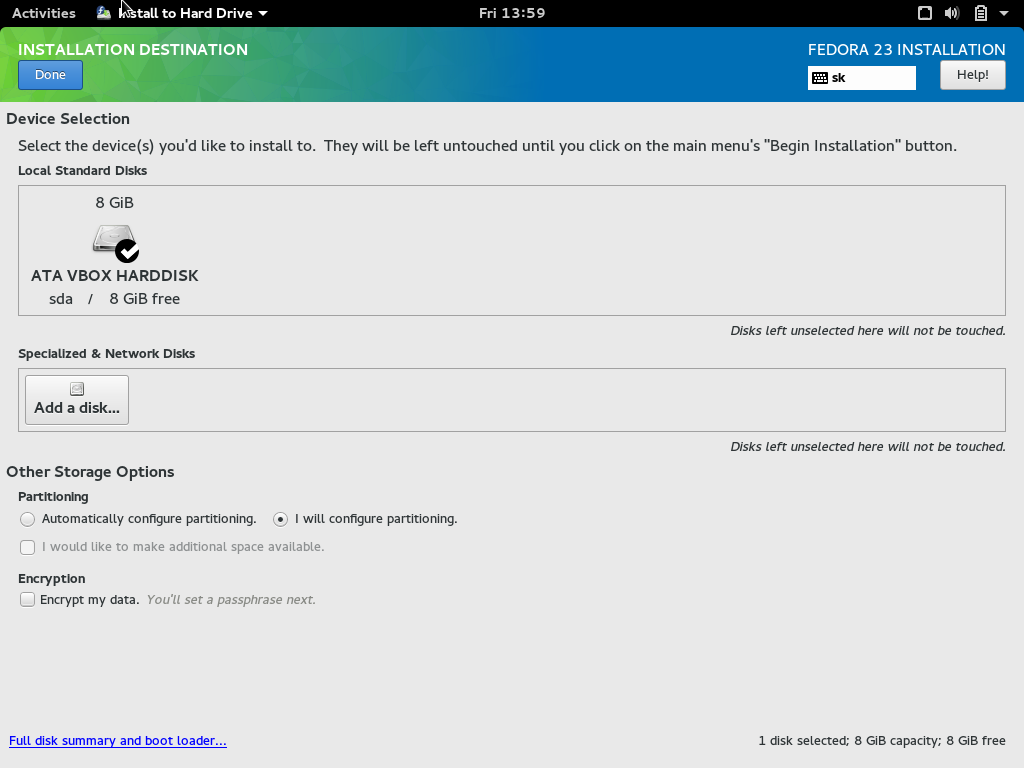 Activities Install to Hard Drive Fri 13:59
INSTALLATION DESTINATION FEDORA 23 INSTALLATION
Done sk Help!
Device Selection
Select the device(s) you'd like to install to. They will be left untouched until you click on the main menu's "Begin Installation" button.
Local Standard Disks
8 GiB
ATA VBOX HARDDISK
sda / 8 GiB free
Disks left unselected here will not be touched.
Specialized & Network Disks
Add a disk...
Disks left unselected here will not be touched.
Other Storage Options
Partitioning
Automatically configure partitioning. I will configure partitioning.
I would like to make additional space available.
Encryption
Encrypt my data. You'll set a passphrase next.
Full disk summary and boot loader... 1 disk selected; 8 GiB capacity; 8 GiB free